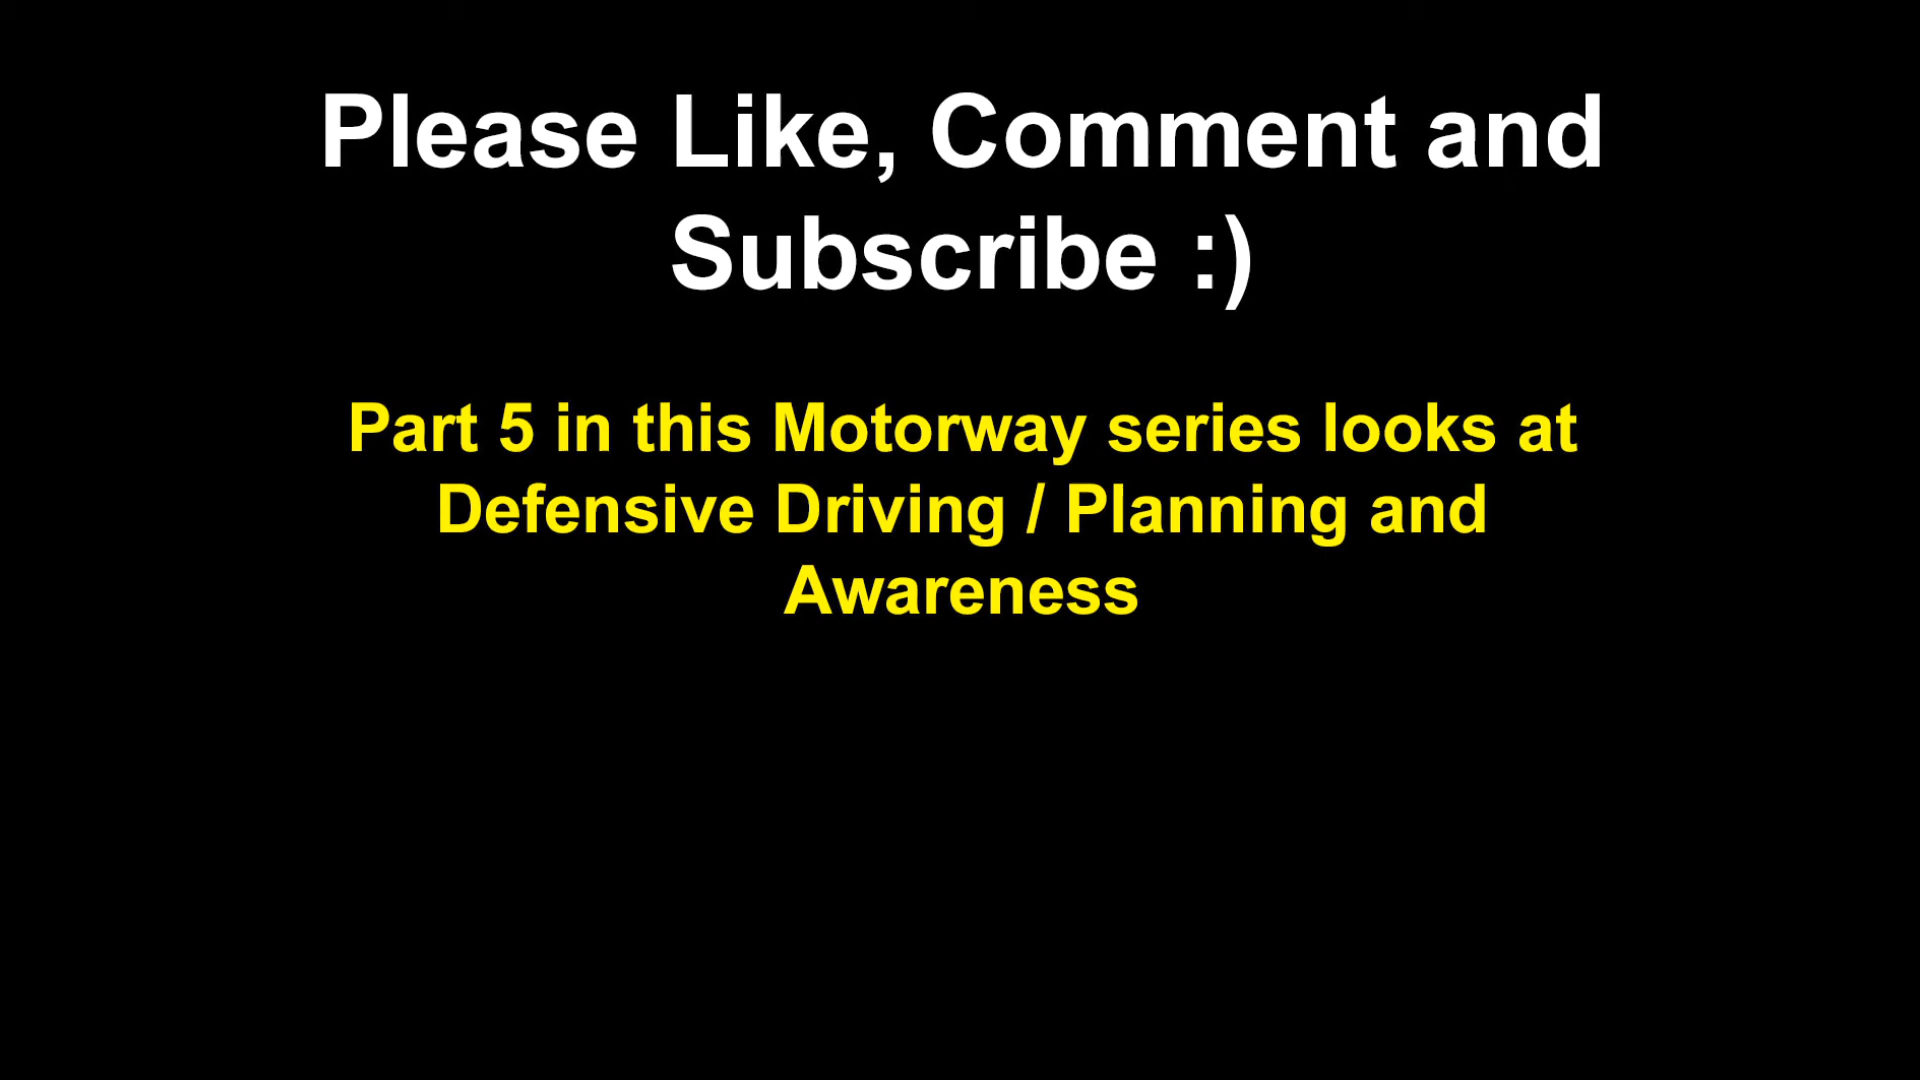 Please Like, Comment and
Subscribe :)
Part 5 in this Motorway series looks at
Defensive Driving / Planning and
Awareness